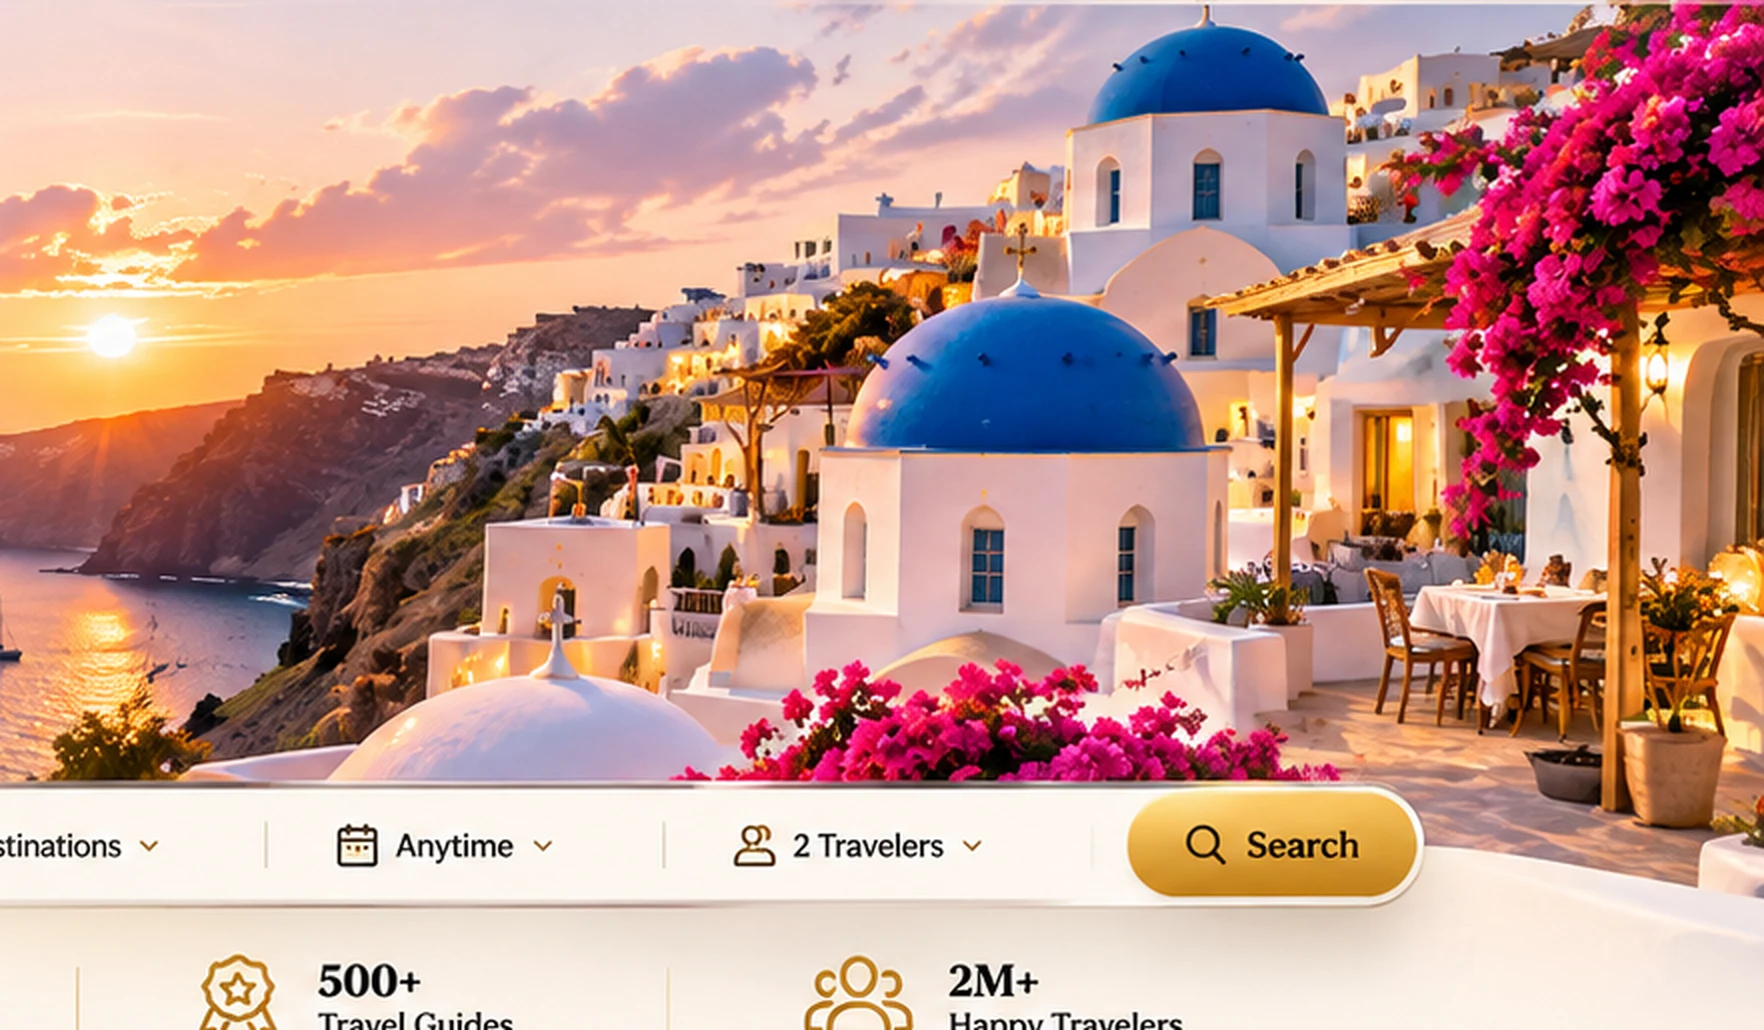 stinations
Anytime
2 Travelers
Search
500+
Travel Guides
2M+
Happy Travelers